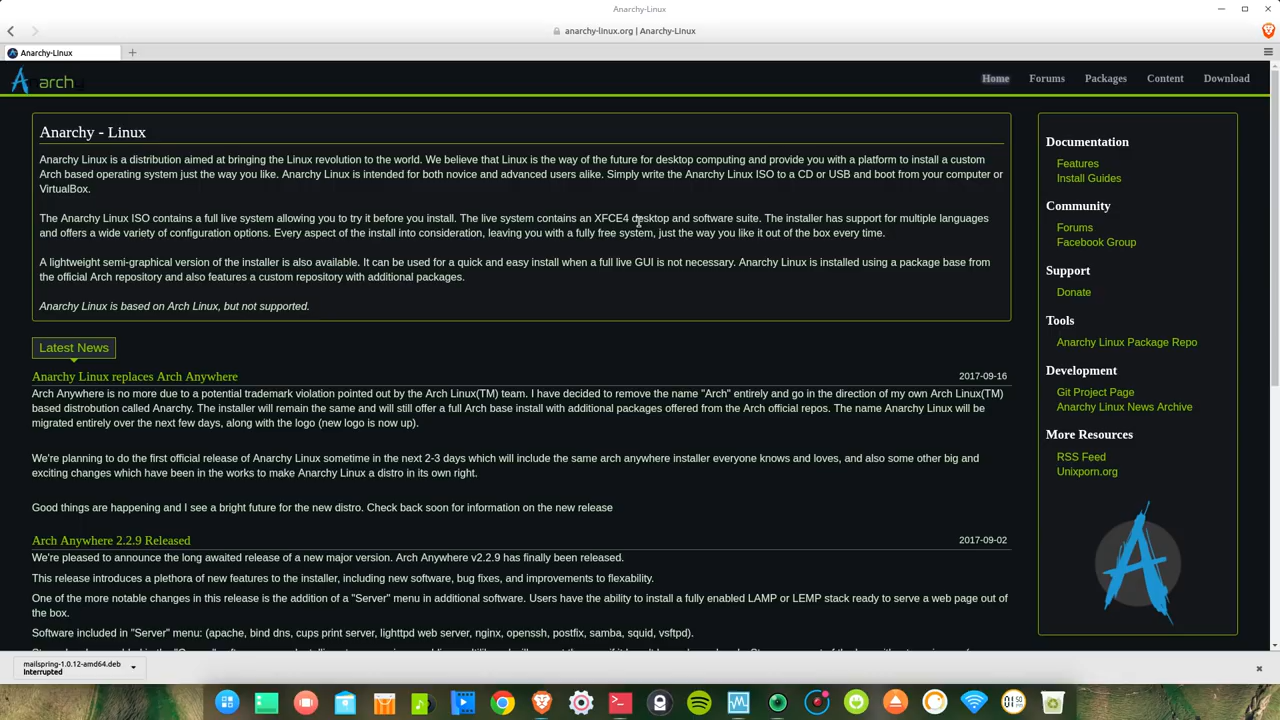 Anarchy-Linux
anarchy-linux.org | Anarchy-Linux
Anarchy-Linux
arch
Home Forums Packages Content Download
Anarchy - Linux
Anarchy Linux is a distribution aimed at bringing the Linux revolution to the world. We believe that Linux is the way of the future for desktop computing and provide you with a platform to install a custom
Arch based operating system just the way you like. Anarchy Linux is intended for both novice and advanced users alike. Simply write the Anarchy Linux ISO to a CD or USB and boot from your computer or
VirtualBox.
The Anarchy Linux ISO contains a full live system allowing you to try it before you install. The live system contains an XFCE4 desktop and software suite. The installer has support for multiple languages
and offers a wide variety of configuration options. Every aspect of the install into consideration, leaving you with a fully free system, just the way you like it out of the box every time.
A lightweight semi-graphical version of the installer is also available. It can be used for a quick and easy install when a full live GUI is not necessary. Anarchy Linux is installed using a package base from
the official Arch repository and also features a custom repository with additional packages.
Anarchy Linux is based on Arch Linux, but not supported.
Latest News
Anarchy Linux replaces Arch Anywhere 2017-09-16
Arch Anywhere is no more due to a potential trademark violation pointed out by the Arch Linux(TM) team. I have decided to remove the name "Arch" entirely and go in the direction of my own Arch Linux(TM)
based distrobution called Anarchy. The installer will remain the same and will still offer a full Arch base install with additional packages offered from the Arch official repos. The name Anarchy Linux will be
migrated entirely over the next few days, along with the logo (new logo is now up).
We're planning to do the first official release of Anarchy Linux sometime in the next 2-3 days which will include the same arch anywhere installer everyone knows and loves, and also some other big and
exciting changes which have been in the works to make Anarchy Linux a distro in its own right.
Good things are happening and I see a bright future for the new distro. Check back soon for information on the new release
Arch Anywhere 2.2.9 Released 2017-09-02
We're pleased to announce the long awaited release of a new major version. Arch Anywhere v2.2.9 has finally been released.
This release introduces a plethora of new features to the installer, including new software, bug fixes, and improvements to flexability.
One of the more notable changes in this release is the addition of a "Server" menu in additional software. Users have the ability to install a fully enabled LAMP or LEMP stack ready to serve a web page out of
the box.
Software included in "Server" menu: (apache, bind dns, cups print server, lighttpd web server, nginx, openssh, postfix, samba, squid, vsftpd).
Documentation
Features
Install Guides
Community
Forums
Facebook Group
Support
Donate
Tools
Anarchy Linux Package Repo
Development
Git Project Page
Anarchy Linux News Archive
More Resources
RSS Feed
Unixporn.org
mailspring-1.0.12-amd64.deb
Interrupted